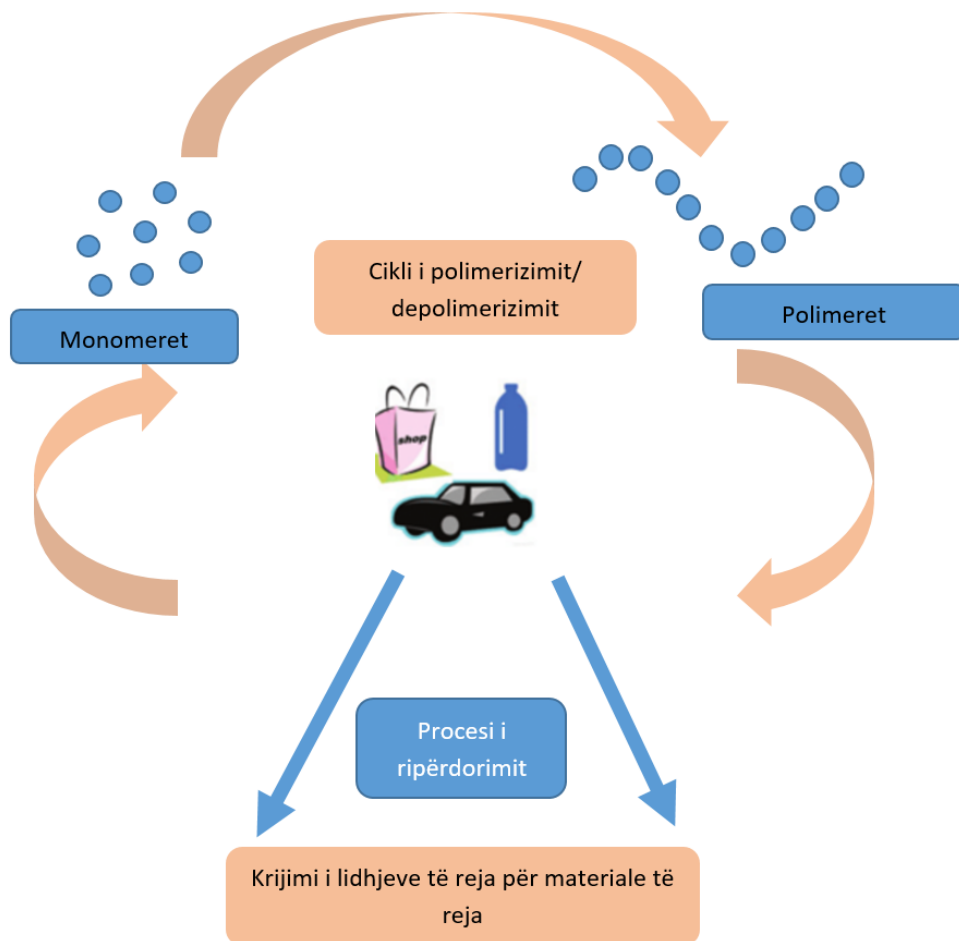 Cikli i polimerizimit/
depolimerizimit
Monomeret
Polimeret
shop
Procesi i
ripërdorimit
Krijimi i lidhjeve të reja për materiale të
reja